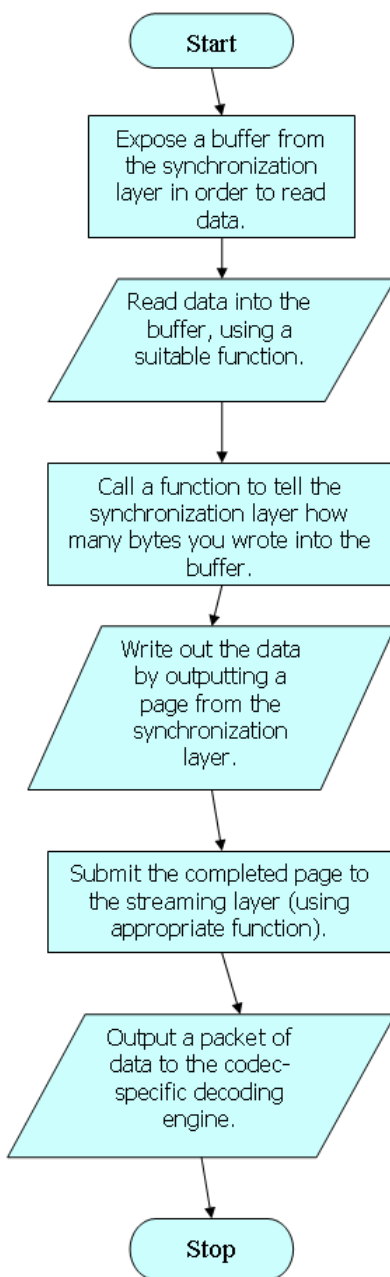 Start
Expose a buffer from
the synchronization
layer in order to read
data.
Read data into the
buffer, using a
suitable function.
Call a function to tell the
synchronization layer how
many bytes you wrote into the
buffer.
Write out the data
by outputting a
page from the
synchronization
layer.
Submit the completed page to
the streaming layer (using
appropriate function).
Output a packet of
data to the codec-
specific decoding
engine.
Stop